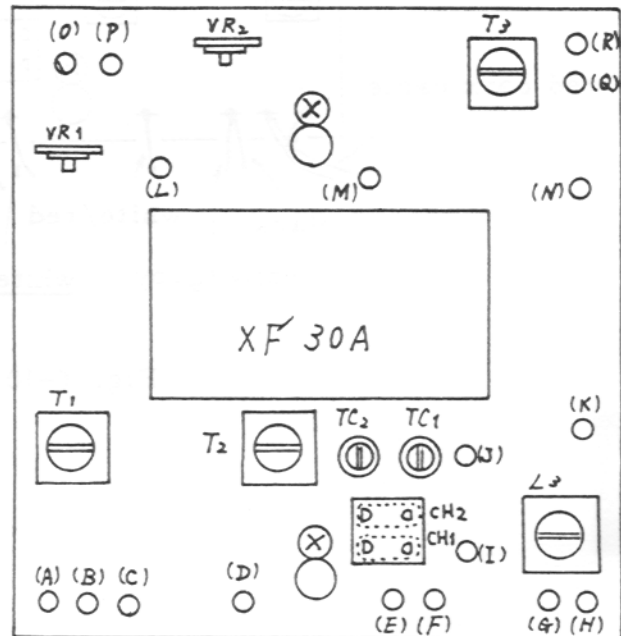 (O) (P) VR2 T3 (R)
(Q)
VR1
(L) (M) (N)
XF 30A
T1 T2 TC2 TC1 (K)
(J)
L3
CH2
CH1
(I)
(A) (B) (C) (D)
(E) (F) (G) (H)